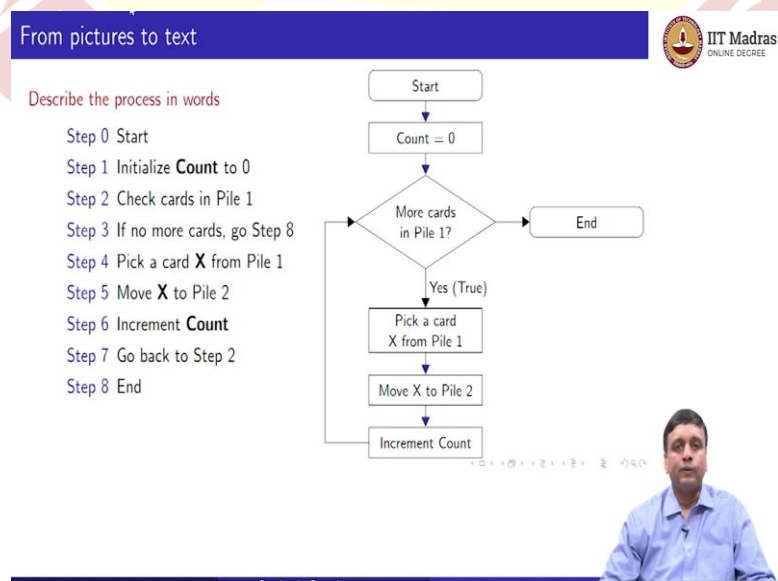 From pictures to text
IIT Madras
ONLINE DEGREE
Describe the process in words
Step 0 Start
Step 1 Initialize Count to 0
Step 2 Check cards in Pile 1
Step 3 If no more cards, go Step 8
Step 4 Pick a card X from Pile 1
Step 5 Move X to Pile 2
Step 6 Increment Count
Step 7 Go back to Step 2
Step 8 End
Start
Count = 0
More cards
in Pile 1?
End
Yes (True)
Pick a card
X from Pile 1
Move X to Pile 2
Increment Count